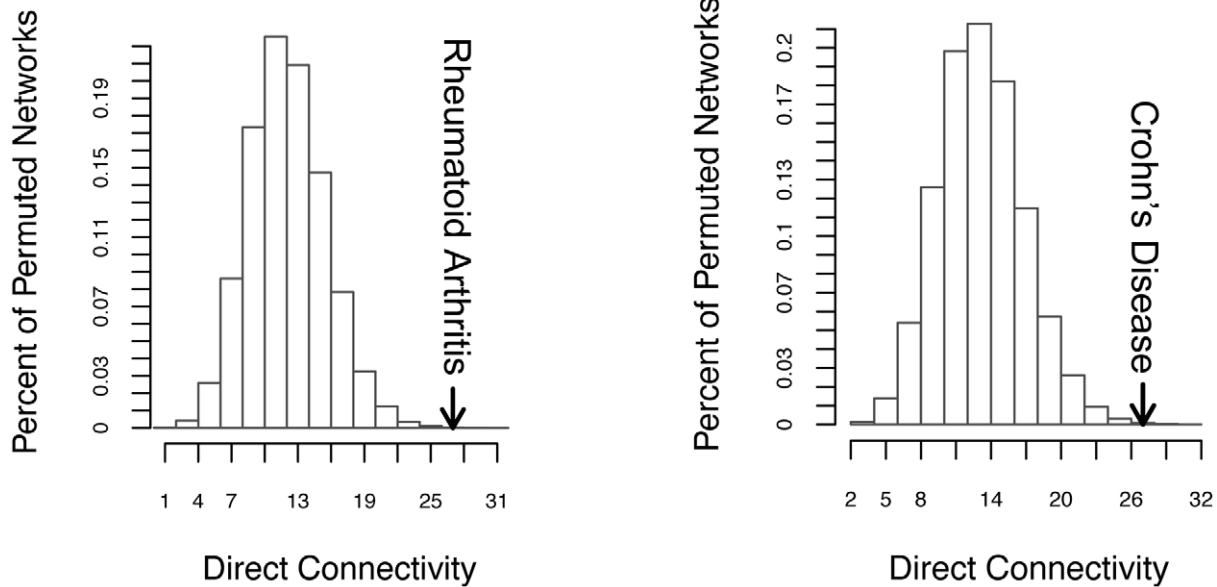 Percent of Permuted Networks
0.19
0.15
0.11
0.07
0.03
0
Rheumatoid Arthritis
1 4 7 13 19 25 31
Direct Connectivity
Percent of Permuted Networks
0.2
0.17
0.13
0.1
0.07
0.03
0
Crohn's Disease
2 5 8 14 20 26 32
Direct Connectivity